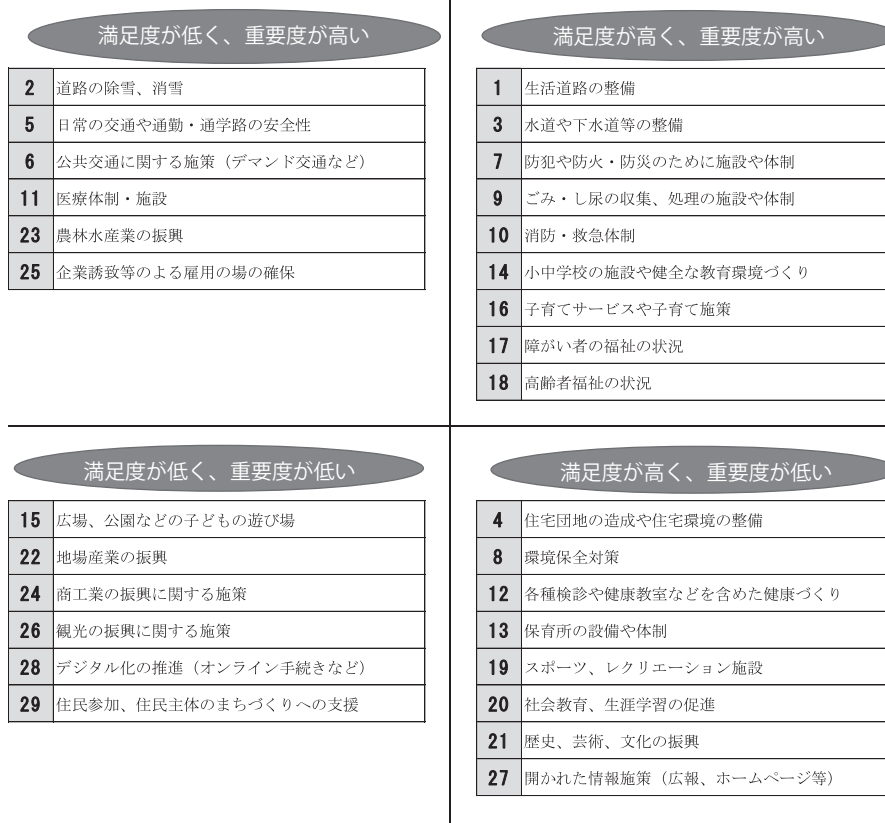 満足度が低く、重要度が高い
2 道路の除雪、消雪
5 日常の交通や通勤・通学路の安全性
6 公共交通に関する施策（デマンド交通など）
11 医療体制・施設
23 農林水産業の振興
25 企業誘致等のよる雇用の場の確保
満足度が高く、重要度が高い
1 生活道路の整備
3 水道や下水道等の整備
7 防犯や防火・防災のために施設や体制
9 ごみ・し尿の収集、処理の施設や体制
10 消防・救急体制
14 小中学校の施設や健全な教育環境づくり
16 子育てサービスや子育て施策
17 障がい者の福祉の状況
18 高齢者福祉の状況
満足度が低く、重要度が低い
15 広場、公園などの子どもの遊び場
22 地場産業の振興
24 商工業の振興に関する施策
26 観光の振興に関する施策
28 デジタル化の推進（オンライン手続きなど）
29 住民参加、住民主体のまちづくりへの支援
満足度が高く、重要度が低い
4 住宅団地の造成や住宅環境の整備
8 環境保全対策
12 各種検診や健康教室などを含めた健康づくり
13 保育所の設備や体制
19 スポーツ、レクリエーション施設
20 社会教育、生涯学習の促進
21 歴史、芸術、文化の振興
27 開かれた情報施策（広報、ホームページ等）